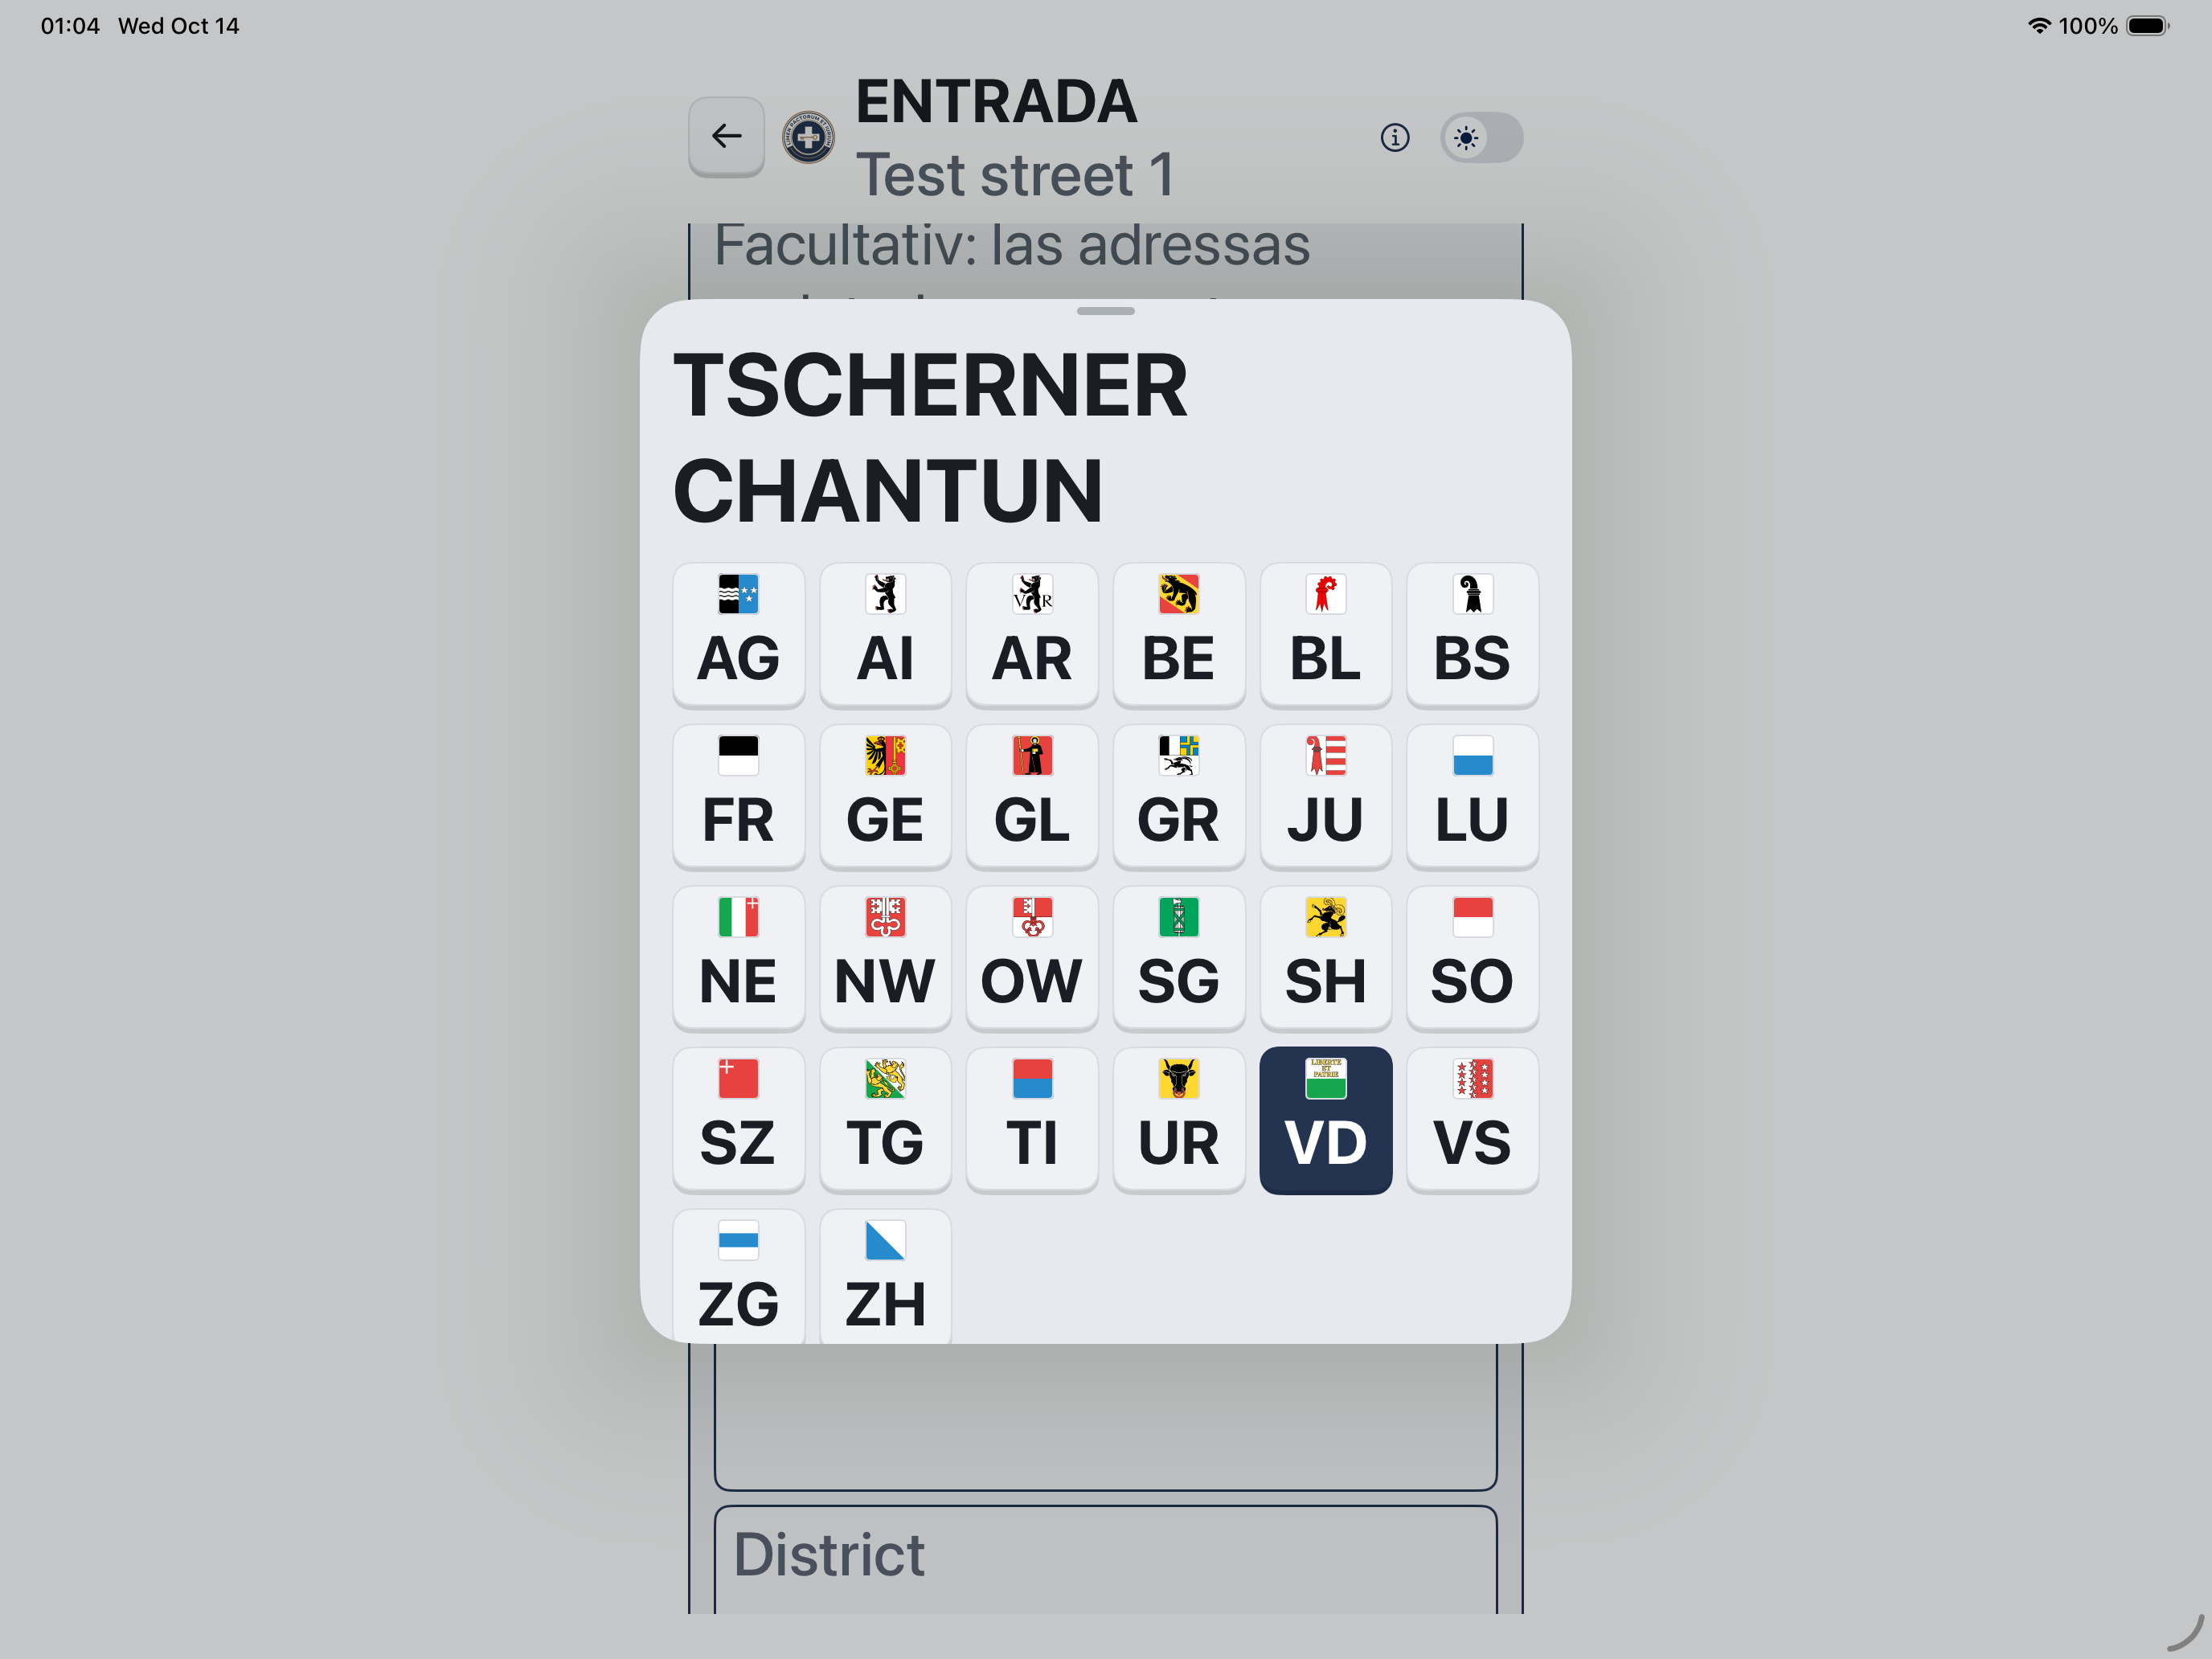 01:04 Wed Oct 14
100%
ENTRADA
Test street 1
Facultativ: las adressas
TSCHERNER
CHANTUN
AG AI AR BE BL BS
FR GE GL GR JU LU
NE NW OW SG SH SO
LIBERTE
ET
PATRIE
SZ TG TI UR VD VS
ZG ZH
District